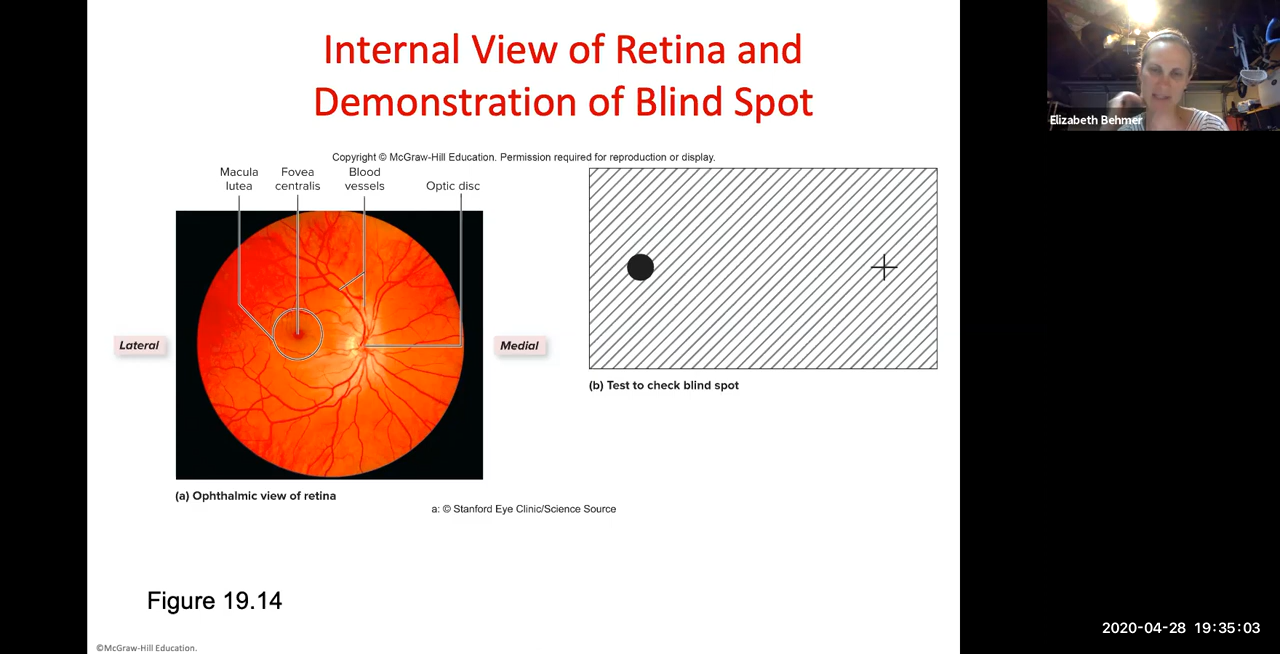 Internal View of Retina and
Demonstration of Blind Spot
Elizabeth Behmer
Copyright © McGraw-Hill Education. Permission required for reproduction or display.
Macula
lutea
Fovea
centralis
Blood
vessels
Optic disc
Lateral
Medial
(b) Test to check blind spot
(a) Ophthalmic view of retina
a: © Stanford Eye Clinic/Science Source
Figure 19.14
2020-04-28 19:35:03
©McGraw-Hill Education.